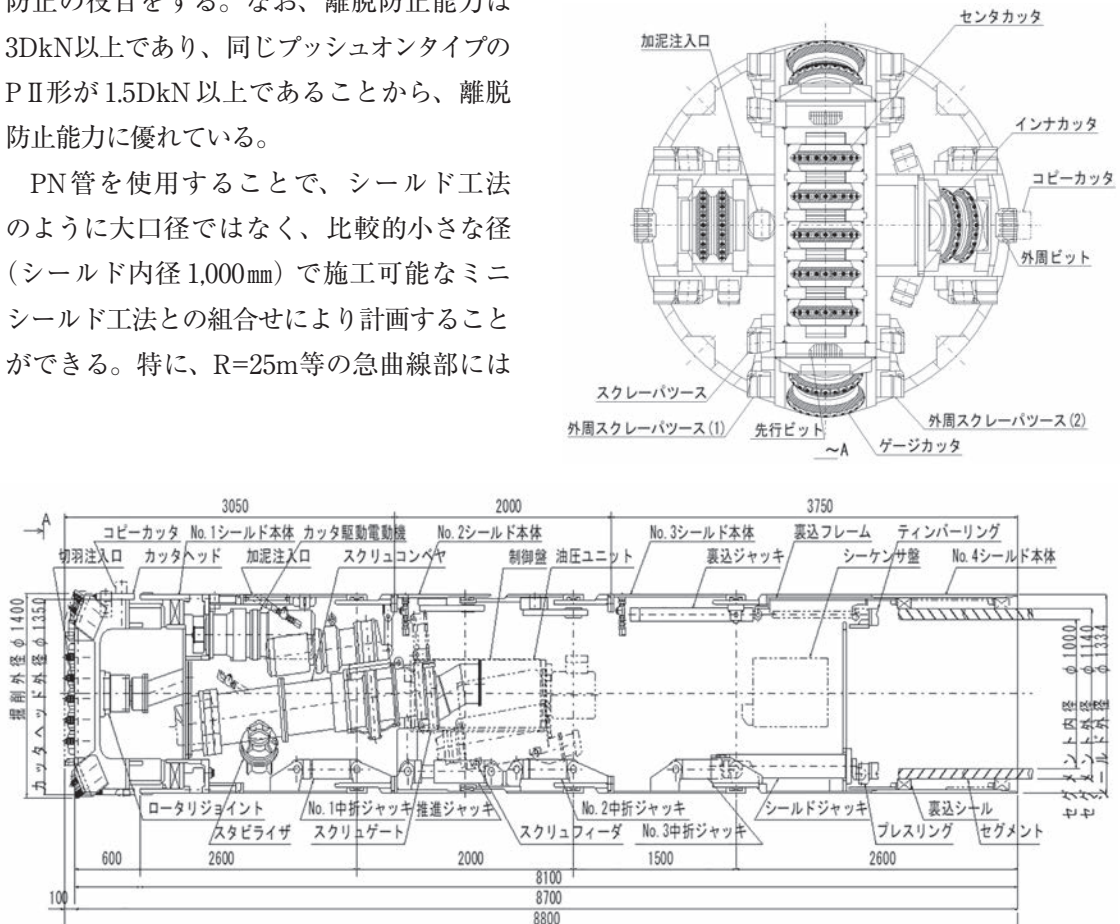 防止の役目をする。なお、離脱防止能力は
3DkN以上であり、同じプッシュオンタイプの
PⅡ形が1.5DkN以上であることから、離脱
防止能力に優れている。
PN管を使用することで、シールド工法
のように大口径ではなく、比較的小さな径
(シールド内径1,000㎜)で施工可能なミニ
シールド工法との組合せにより計画すること
ができる。特に、R=25m等の急曲線部には
センタカッタ
加泥注入口
インナカッタ
コピーカッタ
外周ビット
スクレーパツース
外周スクレーパツース(1)
先行ビット
外周スクレーパツース(2)
ゲージカッタ
~A
3050
2000
3750
A
コピーカッタ
No.1シールド本体
カッタ駆動電動機
No.2シールド本体
No.3シールド本体
裏込フレーム
ティンバーリング
切羽注入口
カッタヘッド
加泥注入口
スクリュコンベヤ
制御盤
油圧ユニット
裏込ジャッキ
シーケンサ盤
No.4シールド本体
掘削外径 φ1400
カッタヘッド外径 φ1350
セグメント内径 φ1000
セグメント外径 φ1140
シールド外径 φ1334
ロータリジョイント
No.1中折ジャッキ
推進ジャッキ
No.2中折ジャッキ
シールドジャッキ
裏込シール
スタビライザ
スクリュゲート
スクリュフィーダ
No.3中折ジャッキ
プレスリング
セグメント
600
2600
2000
1500
2600
8100
100
8700
8800